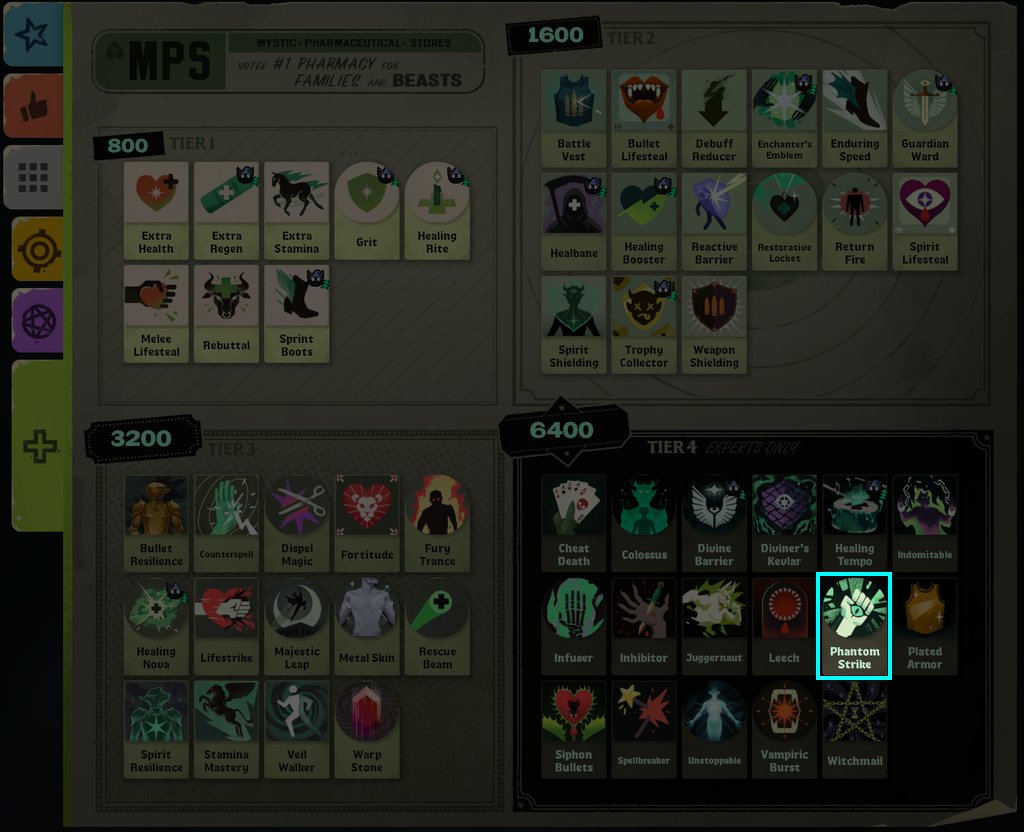 MPS
MYSTIC · PHARMACEUTICAL · STORES
VOTED #1 PHARMACY FOR
FAMILIES AND BEASTS
800 TIER 1
Extra Health
Extra Regen
Extra Stamina
Grit
Healing Rite
Melee Lifesteal
Rebuttal
Sprint Boots
1600 TIER 2
Battle Vest
Bullet Lifesteal
Debuff Reducer
Enchanter's Emblem
Enduring Speed
Guardian Ward
Healbane
Healing Booster
Reactive Barrier
Restorative Locket
Return Fire
Spirit Lifesteal
Spirit Shielding
Trophy Collector
Weapon Shielding
3200 TIER 3
Bullet Resilience
Counterspell
Dispel Magic
Fortitude
Fury Trance
Healing Nova
Lifestrike
Majestic Leap
Metal Skin
Rescue Beam
Spirit Resilience
Stamina Mastery
Veil Walker
Warp Stone
6400 TIER 4 EXPERTS ONLY
Cheat Death
Colossus
Divine Barrier
Diviner's Kevlar
Healing Tempo
Indomitable
Infuser
Inhibitor
Juggernaut
Leech
Phantom Strike
Plated Armor
Siphon Bullets
Spellbreaker
Unstoppable
Vampiric Burst
Witchmail